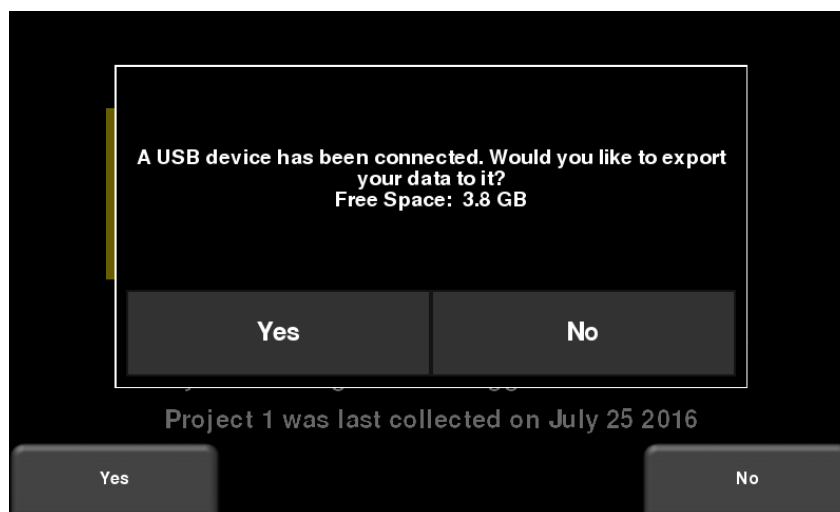 A USB device has been connected. Would you like to export
your data to it?
Free Space: 3.8 GB
Yes
No
Project 1 was last collected on July 25 2016
Yes
No